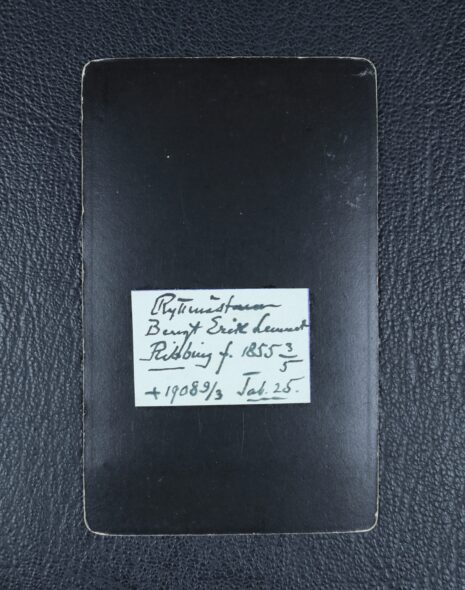 Ryttmästaren
Bengt Erik Lennart
Ribbing f. 1855 3/5
+ 1908 9/3 Tab. 25.